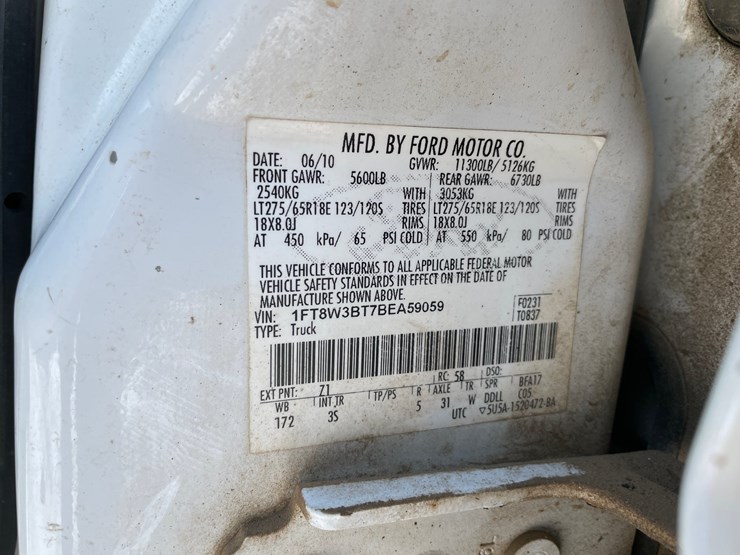 MFD. BY FORD MOTOR CO.
DATE: 06/10 GVWR: 11300LB/5126KG
FRONT GAWR: 5600LB REAR GAWR: 6730LB
2540KG WITH 3053KG WITH
LT275/65R18E 123/120S TIRES LT275/65R18E 123/120S TIRES
18X8.0J RIMS 18X8.0J RIMS
AT 450 kPa/ 65 PSI COLD AT 550 kPa/ 80 PSI COLD
THIS VEHICLE CONFORMS TO ALL APPLICABLE FEDERAL MOTOR
VEHICLE SAFETY STANDARDS IN EFFECT ON THE DATE OF
MANUFACTURE SHOWN ABOVE.
VIN: 1FT8W3BT7BEA59059 F0231
TYPE: Truck T0837
EXT PNT: Z1 RC: 58 DSO:
WB INT TR TP/PS R AXLE TR SPR BFA17
172 3S 5 31 W DDLL C05
UTC ▽5U5A-1520472-BA